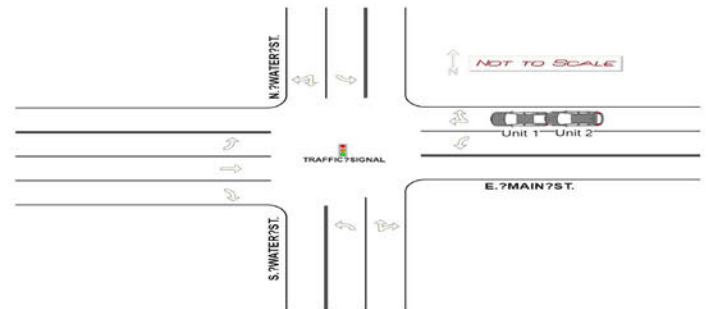 N.?WATER?ST.
N
NOT TO SCALE
Unit 1
Unit 2
TRAFFIC?SIGNAL
E.?MAIN?ST.
S.?WATER?ST.